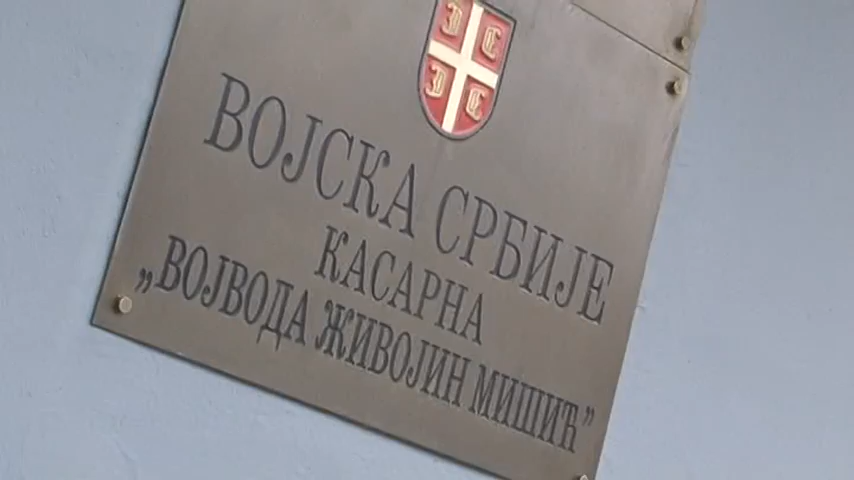 ВОЈСКА СРБИЈЕ
КАСАРНА
„ВОЈВОДА ЖИВОЈИН МИШИЋ”